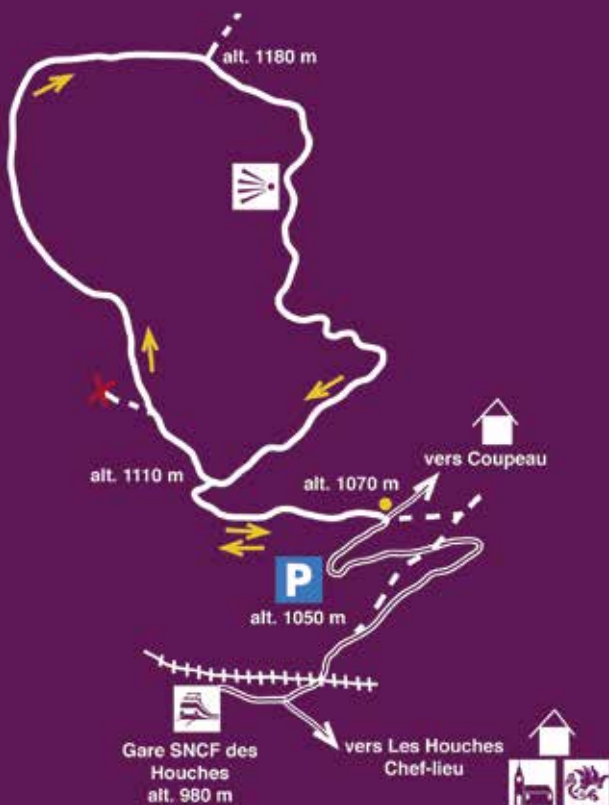 alt. 1180 m
alt. 1110 m
alt. 1070 m
vers Coupeau
P
alt. 1050 m
Gare SNCF des
Houches
alt. 980 m
vers Les Houches
Chef-lieu